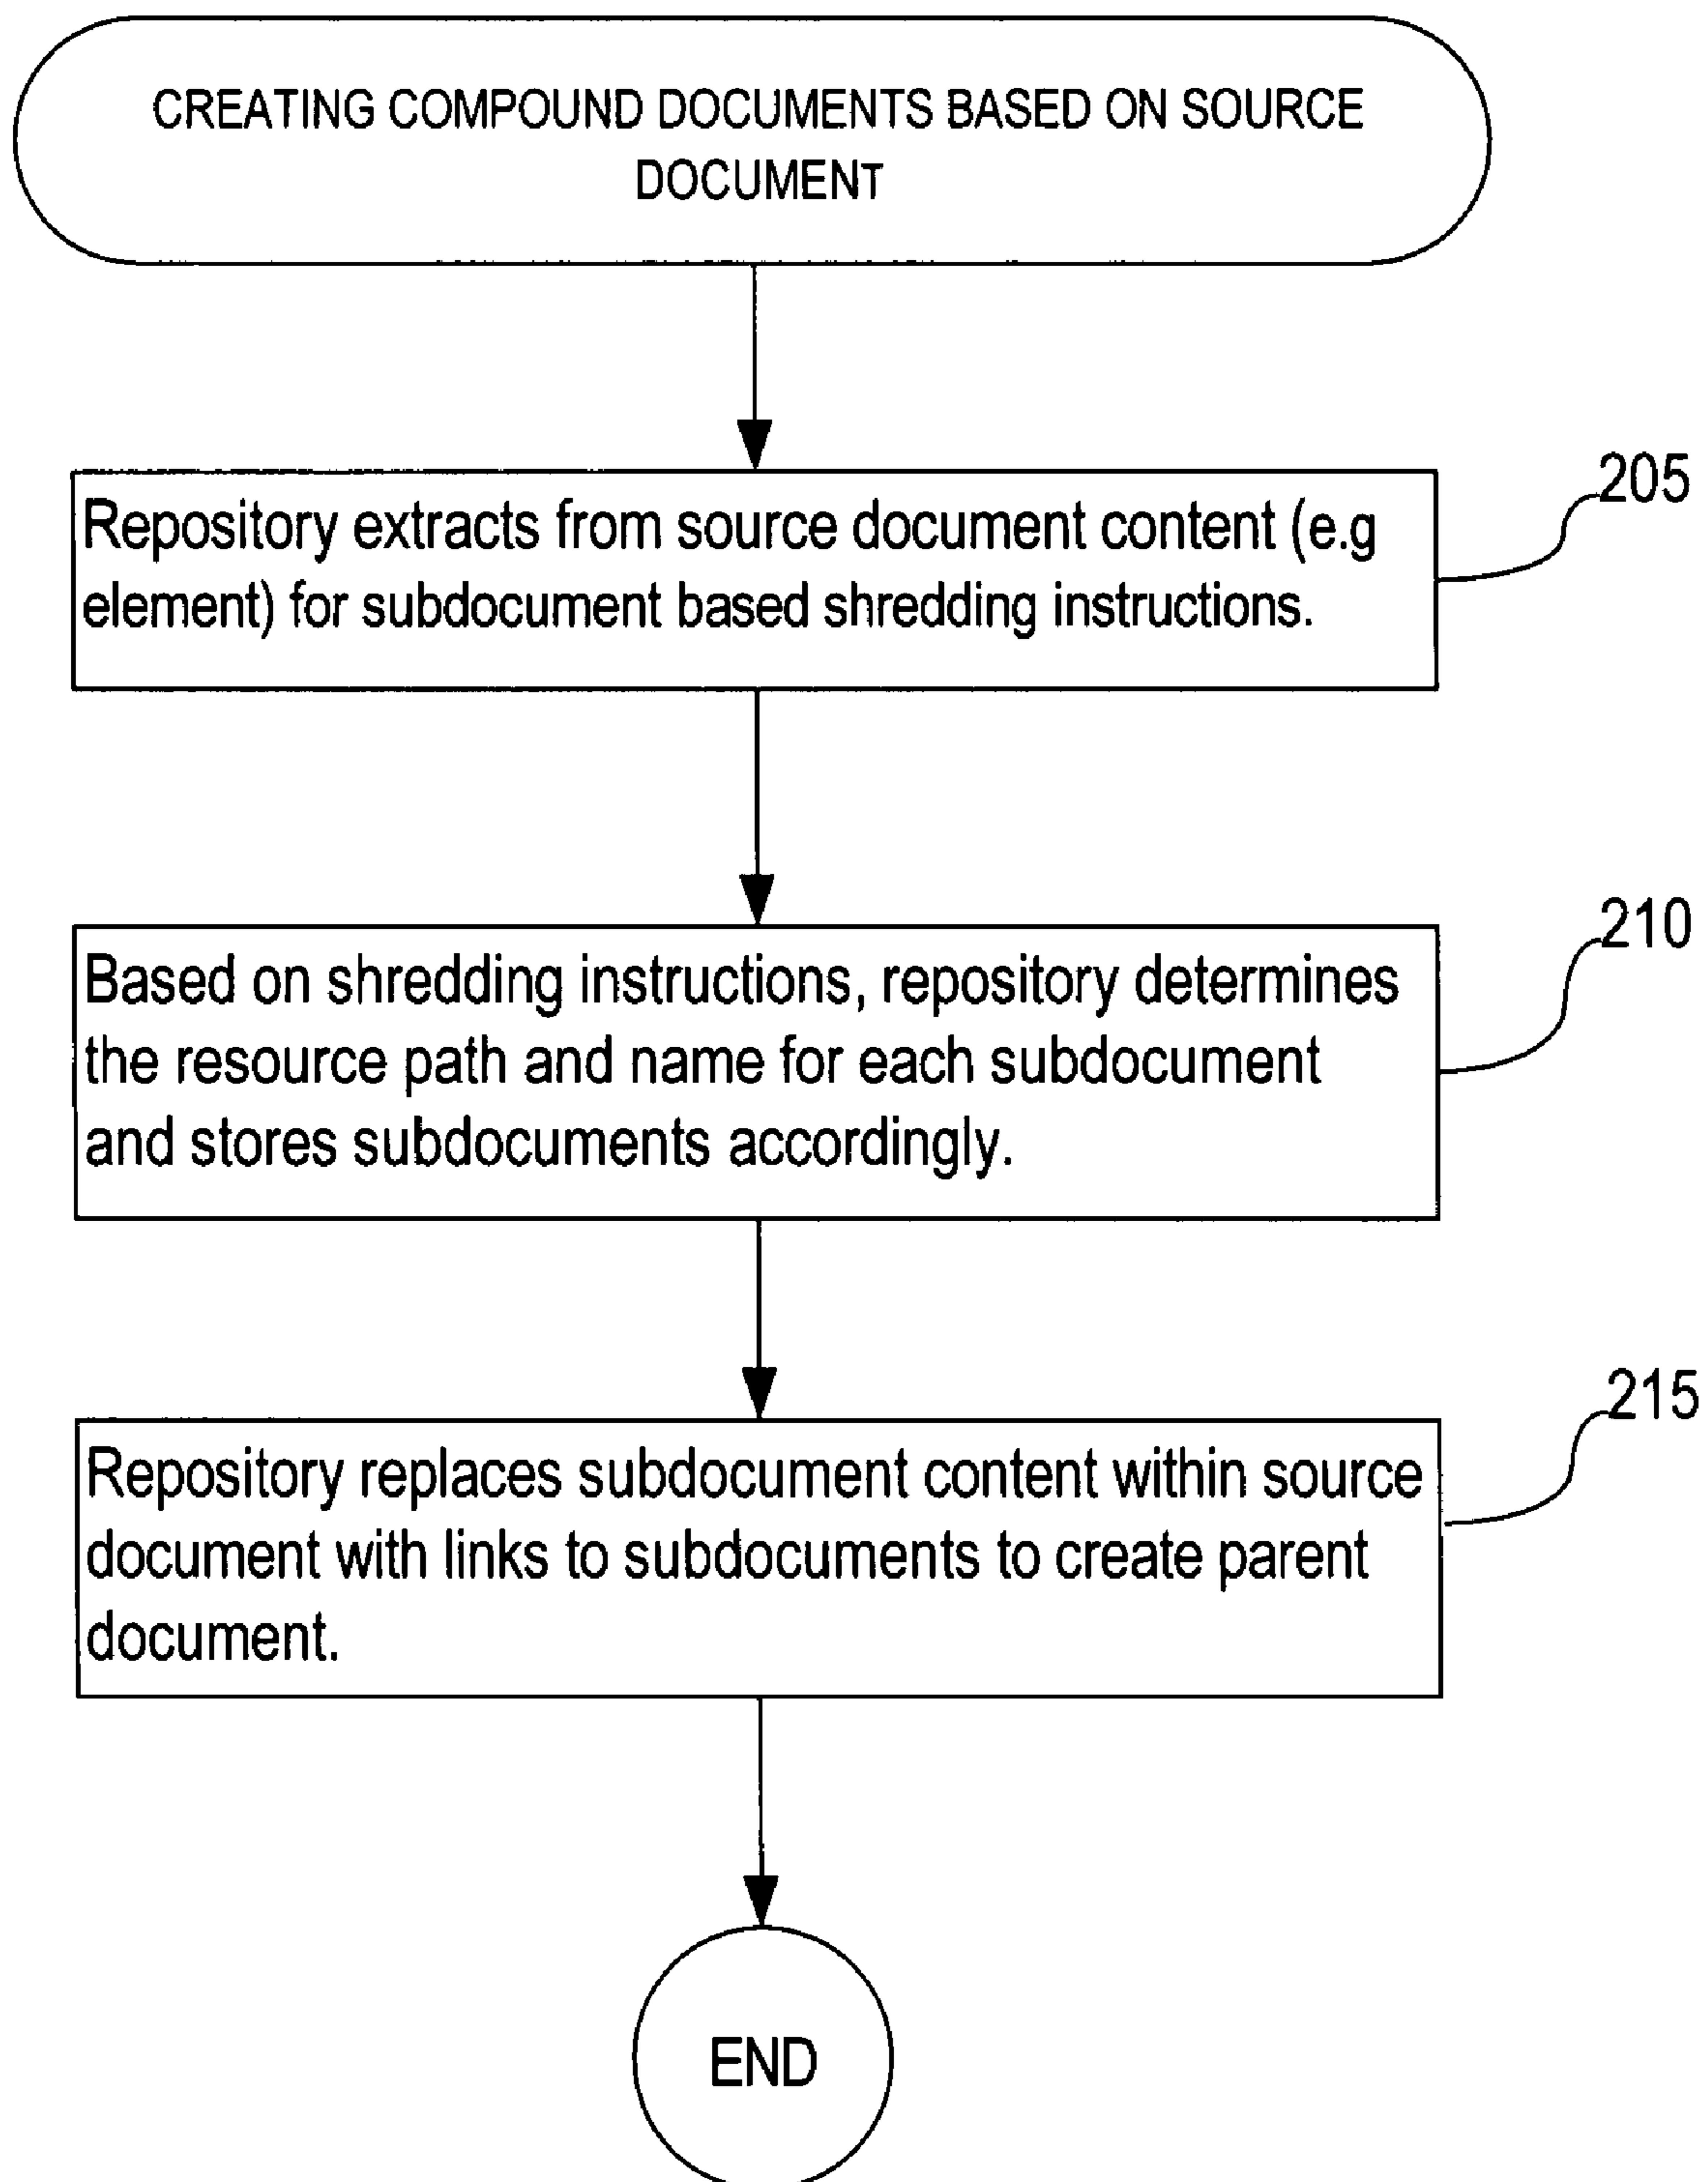 CREATING COMPOUND DOCUMENTS BASED ON SOURCE
DOCUMENT
205
Repository extracts from source document content (e.g
element) for subdocument based shredding instructions.
210
Based on shredding instructions, repository determines
the resource path and name for each subdocument
and stores subdocuments accordingly.
215
Repository replaces subdocument content within source
document with links to subdocuments to create parent
document.
END